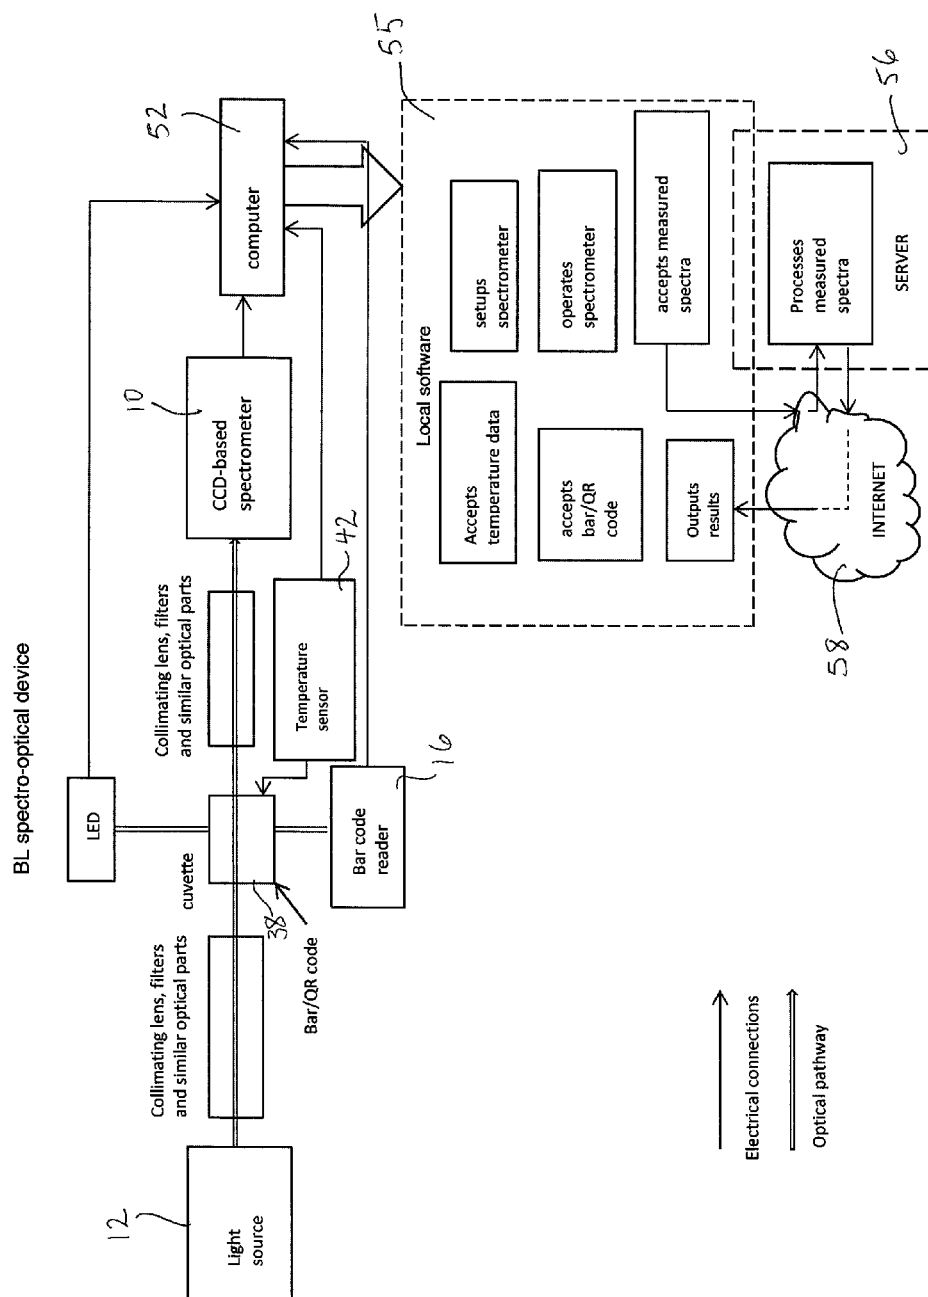 BL spectro-optical device
12
Light
source
Collimating lens, filters
and similar optical parts
LED
cuvette
38
Bar/QR code
Bar code
reader
16
Collimating lens, filters
and similar optical parts
Temperature
sensor
42
10
CCD-based
spectrometer
52
computer
55
Local software
Accepts
temperature data
setups
spectrometer
accepts
bar/QR
code
operates
spectrometer
Outputs
results
accepts measured
spectra
58
INTERNET
56
Processes
measured
spectra
SERVER
Electrical connections
Optical pathway